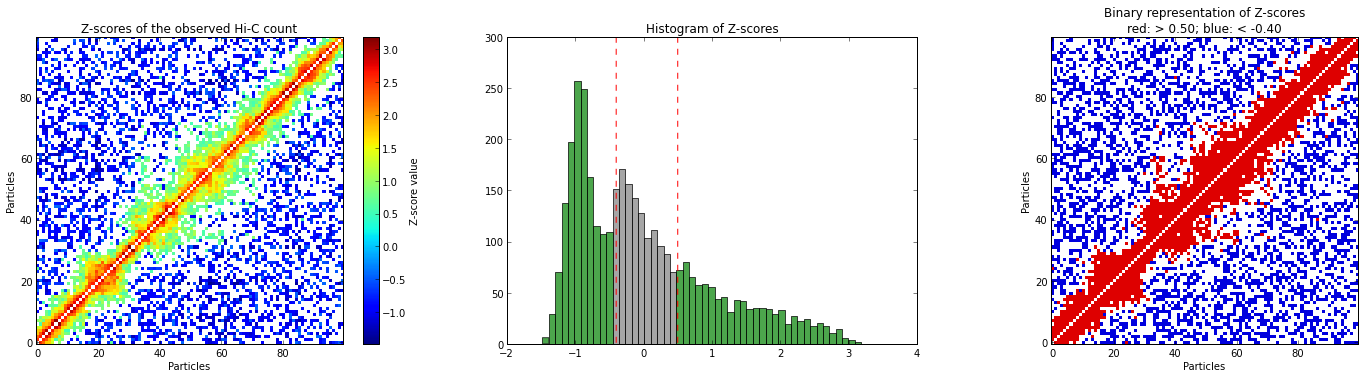 Z-scores of the observed Hi-C count
80
60
40
20
0
0 20 40 60 80
Particles
Particles
3.0
2.5
2.0
1.5
1.0
0.5
0.0
−0.5
−1.0
Z-score value
Histogram of Z-scores
300
250
200
150
100
50
0
−2 −1 0 1 2 3 4
Binary representation of Z-scores
red: > 0.50; blue: < -0.40
80
60
40
20
0
0 20 40 60 80
Particles
Particles